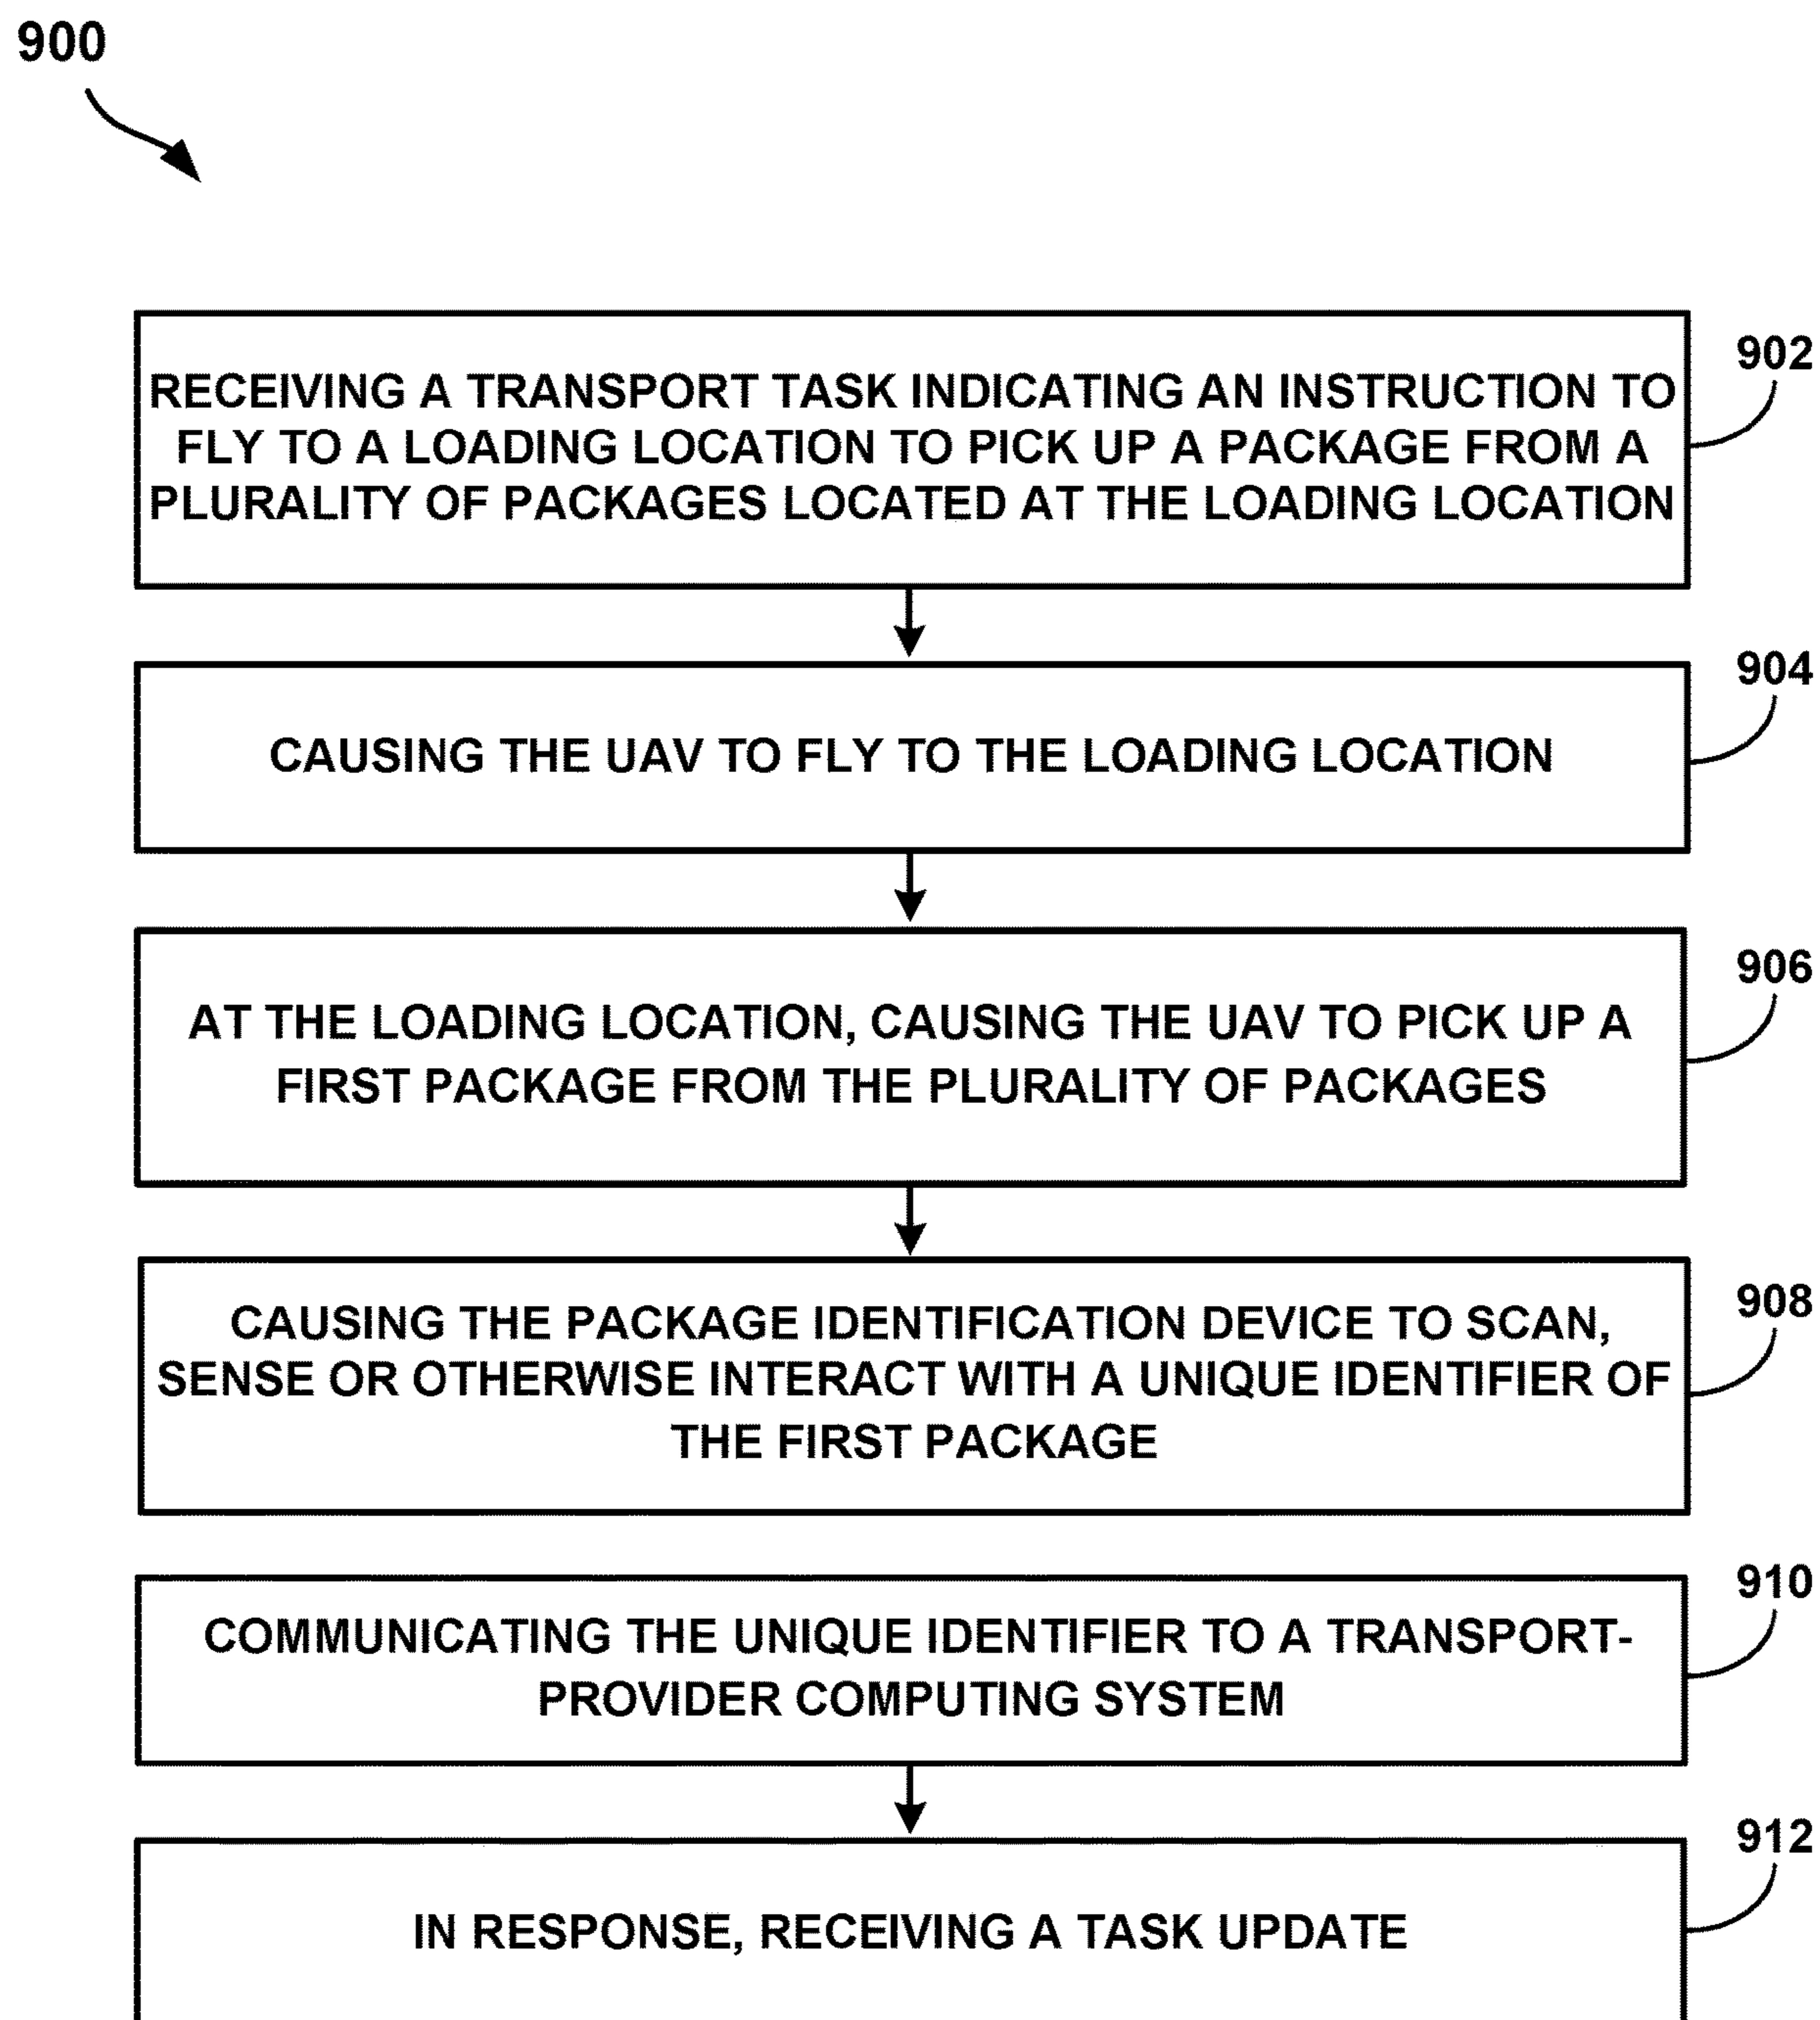 900
902
RECEIVING A TRANSPORT TASK INDICATING AN INSTRUCTION TO
FLY TO A LOADING LOCATION TO PICK UP A PACKAGE FROM A
PLURALITY OF PACKAGES LOCATED AT THE LOADING LOCATION
904
CAUSING THE UAV TO FLY TO THE LOADING LOCATION
906
AT THE LOADING LOCATION, CAUSING THE UAV TO PICK UP A
FIRST PACKAGE FROM THE PLURALITY OF PACKAGES
908
CAUSING THE PACKAGE IDENTIFICATION DEVICE TO SCAN,
SENSE OR OTHERWISE INTERACT WITH A UNIQUE IDENTIFIER OF
THE FIRST PACKAGE
910
COMMUNICATING THE UNIQUE IDENTIFIER TO A TRANSPORT-
PROVIDER COMPUTING SYSTEM
912
IN RESPONSE, RECEIVING A TASK UPDATE